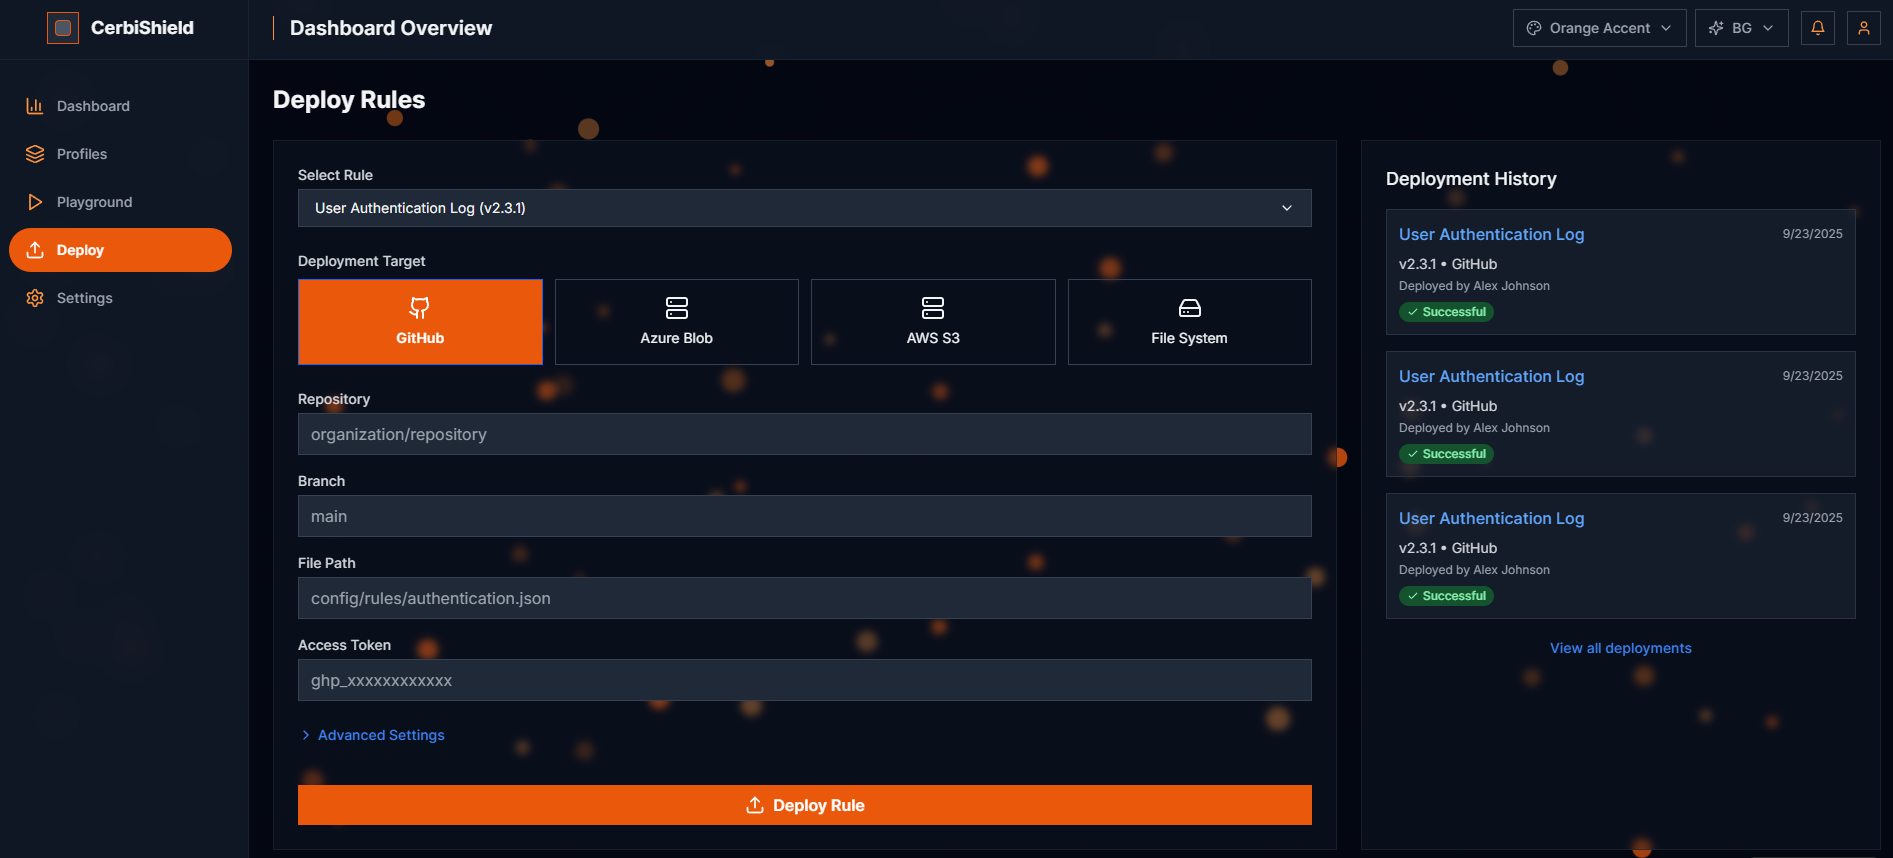 CerbiShield
Dashboard Overview
Orange Accent
BG
Dashboard
Profiles
Playground
Deploy
Settings
Deploy Rules
Select Rule
User Authentication Log (v2.3.1)
Deployment Target
GitHub
Azure Blob
AWS S3
File System
Repository
organization/repository
Branch
main
File Path
config/rules/authentication.json
Access Token
ghp_xxxxxxxxxxxx
Advanced Settings
Deploy Rule
Deployment History
User Authentication Log
9/23/2025
v2.3.1 • GitHub
Deployed by Alex Johnson
Successful
User Authentication Log
9/23/2025
v2.3.1 • GitHub
Deployed by Alex Johnson
Successful
User Authentication Log
9/23/2025
v2.3.1 • GitHub
Deployed by Alex Johnson
Successful
View all deployments